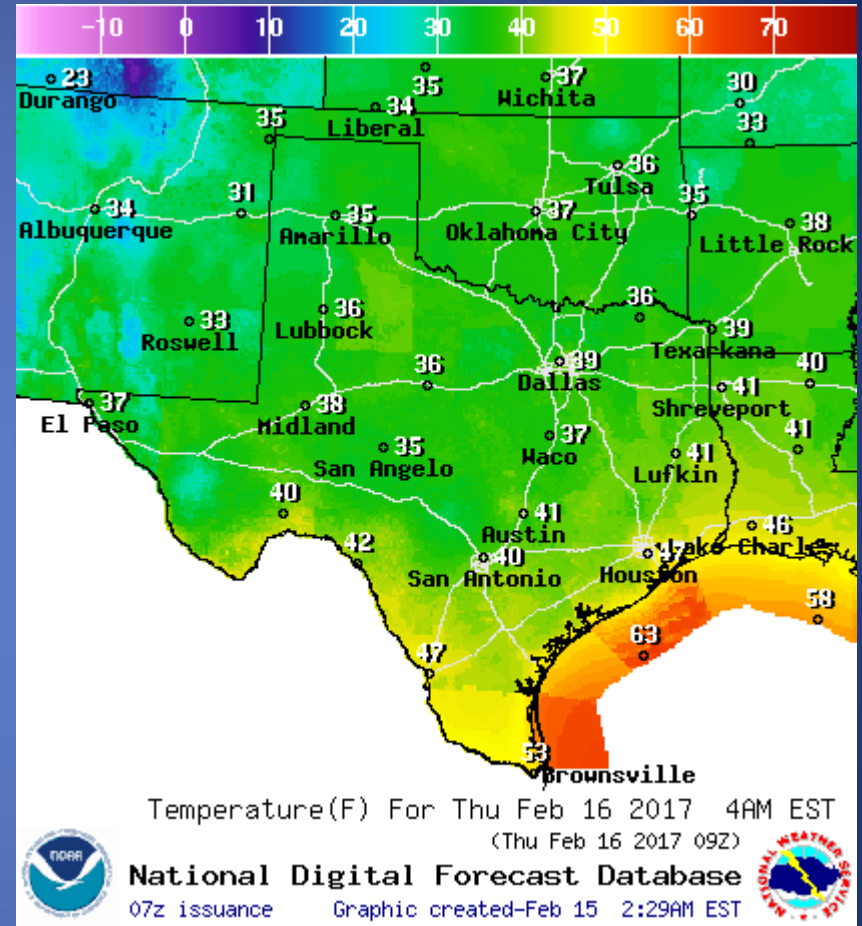 -10 0 10 20 30 40 50 60 70
23 35 37 30
Durango Wichita
34
Liberal
35 33
36
Tulsa
34 31 35 37 35 38
Albuquerque Amarillo Oklahoma City Little Rock
33 36 36 39
Roswell Lubbock Texarkana
39
Dallas
37 38 36 41 40
El Paso Midland Shreveport
35 37 41 41
San Angelo Waco Lufkin
40 41 46
Austin Lake Charles
42 40 47
San Antonio Houston
58
63
47
53
Brownsville
Temperature(F) For Thu Feb 16 2017 4AM EST
(Thu Feb 16 2017 09Z)
National Digital Forecast Database
07z issuance Graphic created-Feb 15 2:29AM EST
NOAA
NATIONAL WEATHER SERVICE